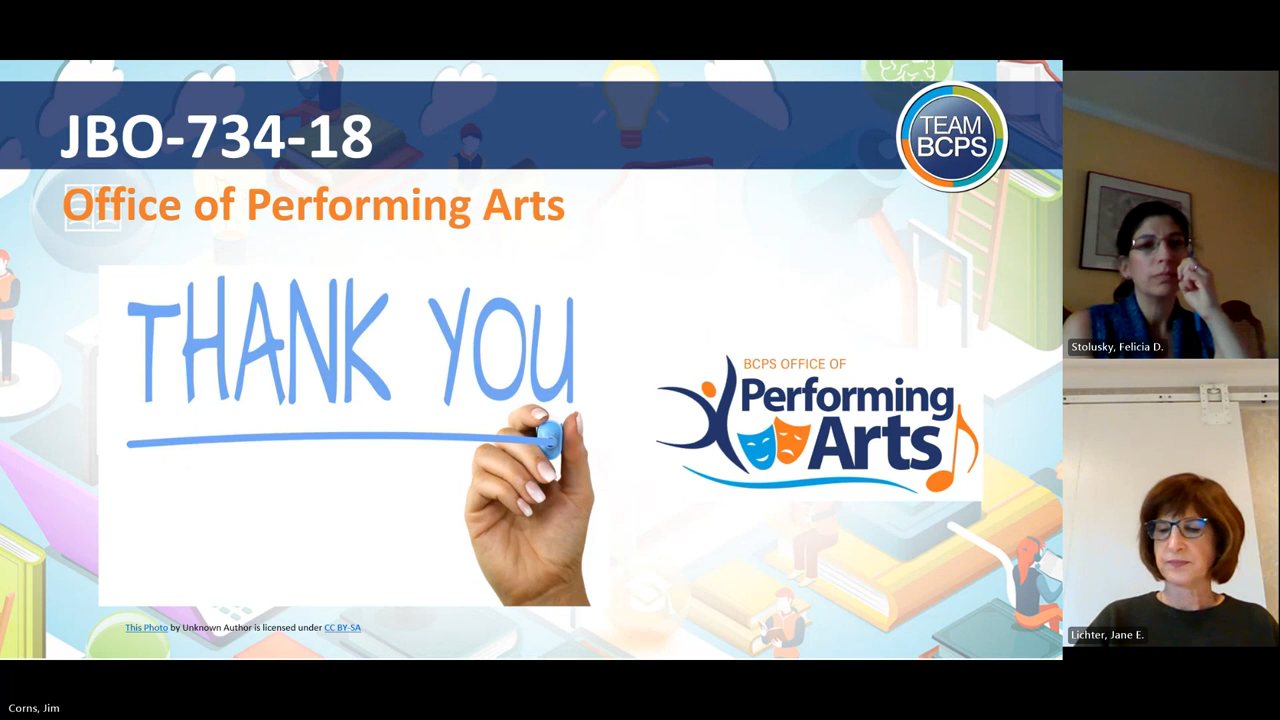 JBO-734-18
TEAM
BCPS
Office of Performing Arts
THANK YOU
BCPS OFFICE OF
Performing
Arts
This Photo by Unknown Author is licensed under CC BY-SA
Stolusky, Felicia D.
Lichter, Jane E.
Corns, Jim